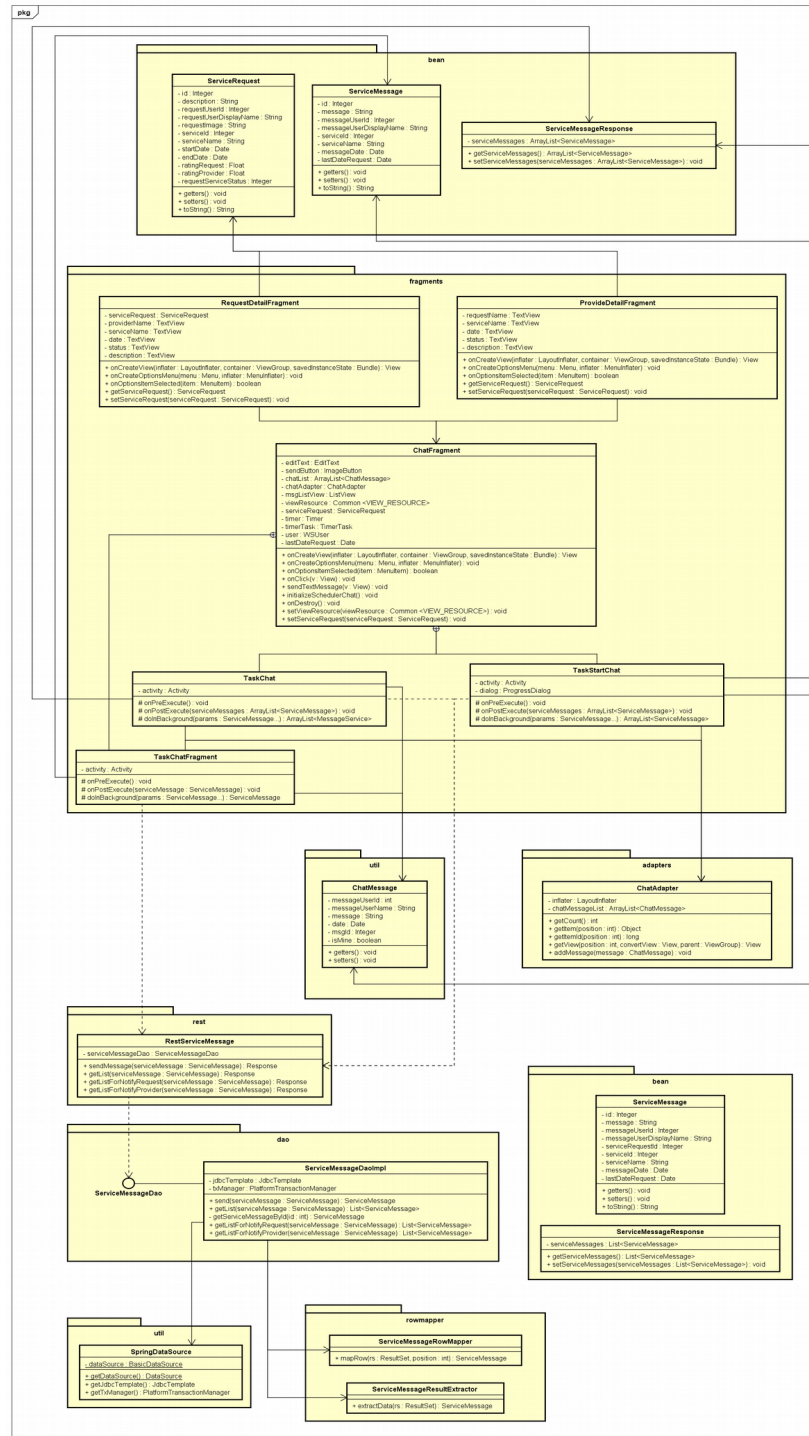 pkg
bean
ServiceRequest
- id : Integer
- description : String
- requestUserId : Integer
- requestUserDisplayName : String
- requestImage : String
- serviceId : Integer
- serviceName : String
- startDate : Date
- endDate : Date
- ratingRequest : Float
- ratingProvider : Float
- requestServiceStatus : Integer
+ getters() : void
+ setters() : void
+ toString() : String
ServiceMessage
- id : Integer
- message : String
- messageUserId : Integer
- messageUserDisplayName : String
- serviceId : Integer
- serviceName : String
- messageDate : Date
- lastDateRequest : Date
+ getters() : void
+ setters() : void
+ toString() : String
ServiceMessageResponse
- serviceMessages : ArrayList<ServiceMessage>
+ getServiceMessages() : ArrayList<ServiceMessage>
+ setServiceMessages(serviceMessages : ArrayList<ServiceMessage>) : void
fragments
RequestDetailFragment
- serviceRequest : ServiceRequest
- providerName : TextView
- serviceName : TextView
- date : TextView
- status : TextView
- description : TextView
+ onCreateView(inflater : LayoutInflater, container : ViewGroup, savedInstanceState : Bundle) : View
+ onCreateOptionsMenu(menu : Menu, inflater : MenuInflater) : void
+ onOptionsItemSelected(item : MenuItem) : boolean
+ getServiceRequest() : ServiceRequest
+ setServiceRequest(serviceRequest : ServiceRequest) : void
ProvideDetailFragment
- requestName : TextView
- serviceName : TextView
- date : TextView
- status : TextView
- description : TextView
+ onCreateView(inflater : LayoutInflater, container : ViewGroup, savedInstanceState : Bundle) : View
+ onCreateOptionsMenu(menu : Menu, inflater : MenuInflater) : void
+ onOptionsItemSelected(item : MenuItem) : boolean
+ getServiceRequest() : ServiceRequest
+ setServiceRequest(serviceRequest : ServiceRequest) : void
ChatFragment
- editText : EditText
- sendButton : ImageButton
- chatList : ArrayList<ChatMessage>
- chatAdapter : ChatAdapter
- msgListView : ListView
- viewResource : Common <VIEW_RESOURCE>
- serviceRequest : ServiceRequest
- timer : Timer
- timerTask : TimerTask
- user : WSUser
- lastDateRequest : Date
+ onCreateView(inflater : LayoutInflater, container : ViewGroup, savedInstanceState : Bundle) : View
+ onCreateOptionsMenu(menu : Menu, inflater : MenuInflater) : void
+ onOptionsItemSelected(item : MenuItem) : boolean
+ onClick(v : View) : void
+ sendTextMessage(v : View) : void
+ initializeSchedulerChat() : void
+ onDestroy() : void
+ setViewResource(viewResource : Common <VIEW_RESOURCE>) : void
+ setServiceRequest(serviceRequest : ServiceRequest) : void
TaskChat
- activity : Activity
# onPreExecute() : void
# onPostExecute(serviceMessages : ArrayList<ServiceMessage>) : void
# doInBackground(params : ServiceMessage...) : ArrayList<MessageService>
TaskStartChat
- activity : Activity
- dialog : ProgressDialog
# onPreExecute() : void
# onPostExecute(serviceMessages : ArrayList<ServiceMessage>) : void
# doInBackground(params : ServiceMessage...) : ArrayList<ServiceMessage>
TaskChatFragment
- activity : Activity
# onPreExecute() : void
# onPostExecute(serviceMessage : ServiceMessage) : void
# doInBackground(params : ServiceMessage...) : ServiceMessage
util
ChatMessage
- messageUserId : int
- messageUserName : String
- message : String
- date : Date
- msgId : Integer
- isMine : boolean
+ getters() : void
+ setters() : void
adapters
ChatAdapter
- inflater : LayoutInflater
- chatMessageList : ArrayList<ChatMessage>
+ getCount() : int
+ getItem(position : int) : Object
+ getItemId(position : int) : long
+ getView(position : int, convertView : View, parent : ViewGroup) : View
+ addMessage(message : ChatMessage) : void
rest
RestServiceMessage
- serviceMessageDao : ServiceMessageDao
+ sendMessage(serviceMessage : ServiceMessage) : Response
+ getList(serviceMessage : ServiceMessage) : Response
+ getListForNotifyRequest(serviceMessage : ServiceMessage) : Response
+ getListForNotifyProvider(serviceMessage : ServiceMessage) : Response
bean
ServiceMessage
- id : Integer
- message : String
- messageUserId : Integer
- messageUserDisplayName : String
- serviceRequestId : Integer
- serviceId : Integer
- serviceName : String
- messageDate : Date
- lastDateRequest : Date
+ getters() : void
+ setters() : void
+ toString() : String
ServiceMessageResponse
- serviceMessages : List<ServiceMessage>
+ getServiceMessages() : List<ServiceMessage>
+ setServiceMessages(serviceMessages : List<ServiceMessage>) : void
dao
ServiceMessageDao
ServiceMessageDaoImpl
- jdbcTemplate : JdbcTemplate
- txManager : PlatformTransactionManager
+ send(serviceMessage : ServiceMessage) : ServiceMessage
+ getList(serviceMessage : ServiceMessage) : List<ServiceMessage>
- getServiceMessageById(id : int) : ServiceMessage
+ getListForNotifyRequest(serviceMessage : ServiceMessage) : List<ServiceMessage>
+ getListForNotifyProvider(serviceMessage : ServiceMessage) : List<ServiceMessage>
util
SpringDataSource
- dataSource : BasicDataSource
+ getDataSource() : DataSource
+ getJdbcTemplate() : JdbcTemplate
+ getTxManager() : PlatformTransactionManager
rowmapper
ServiceMessageRowMapper
+ mapRow(rs : ResultSet, position : int) : ServiceMessage
ServiceMessageResultExtractor
+ extractData(rs : ResultSet) : ServiceMessage